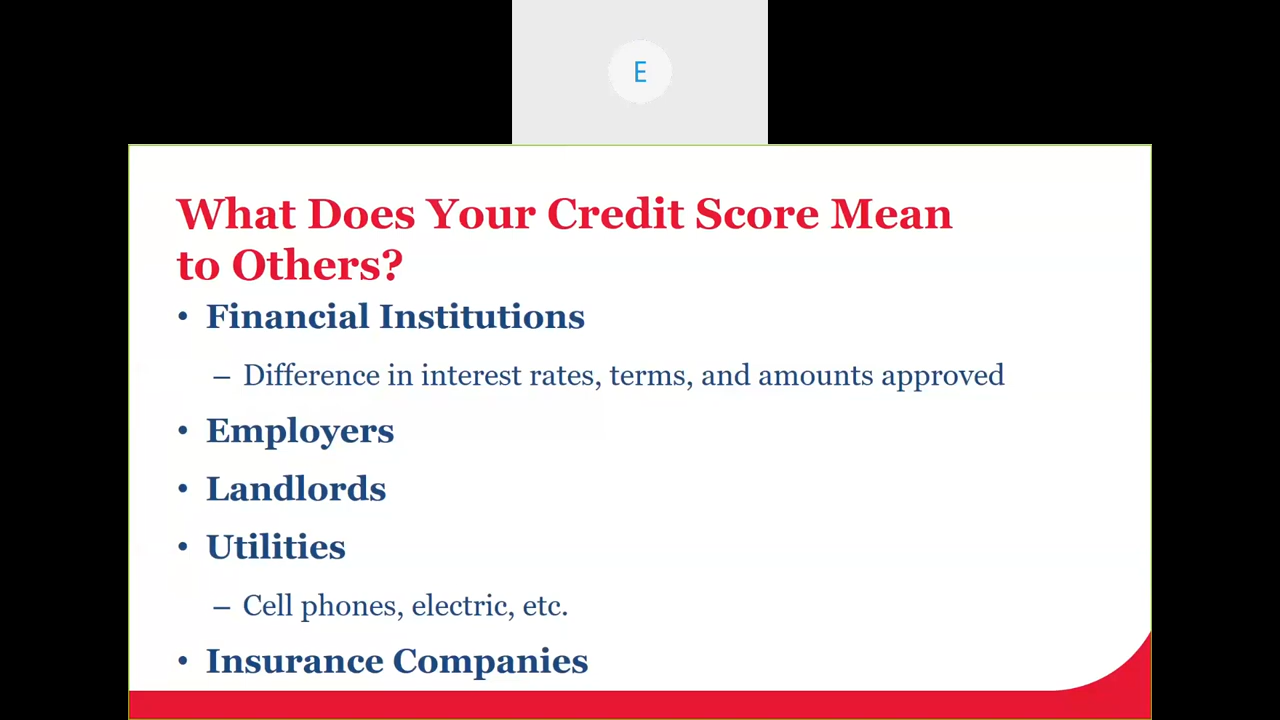 E
What Does Your Credit Score Mean
to Others?
• Financial Institutions
– Difference in interest rates, terms, and amounts approved
• Employers
• Landlords
• Utilities
– Cell phones, electric, etc.
• Insurance Companies